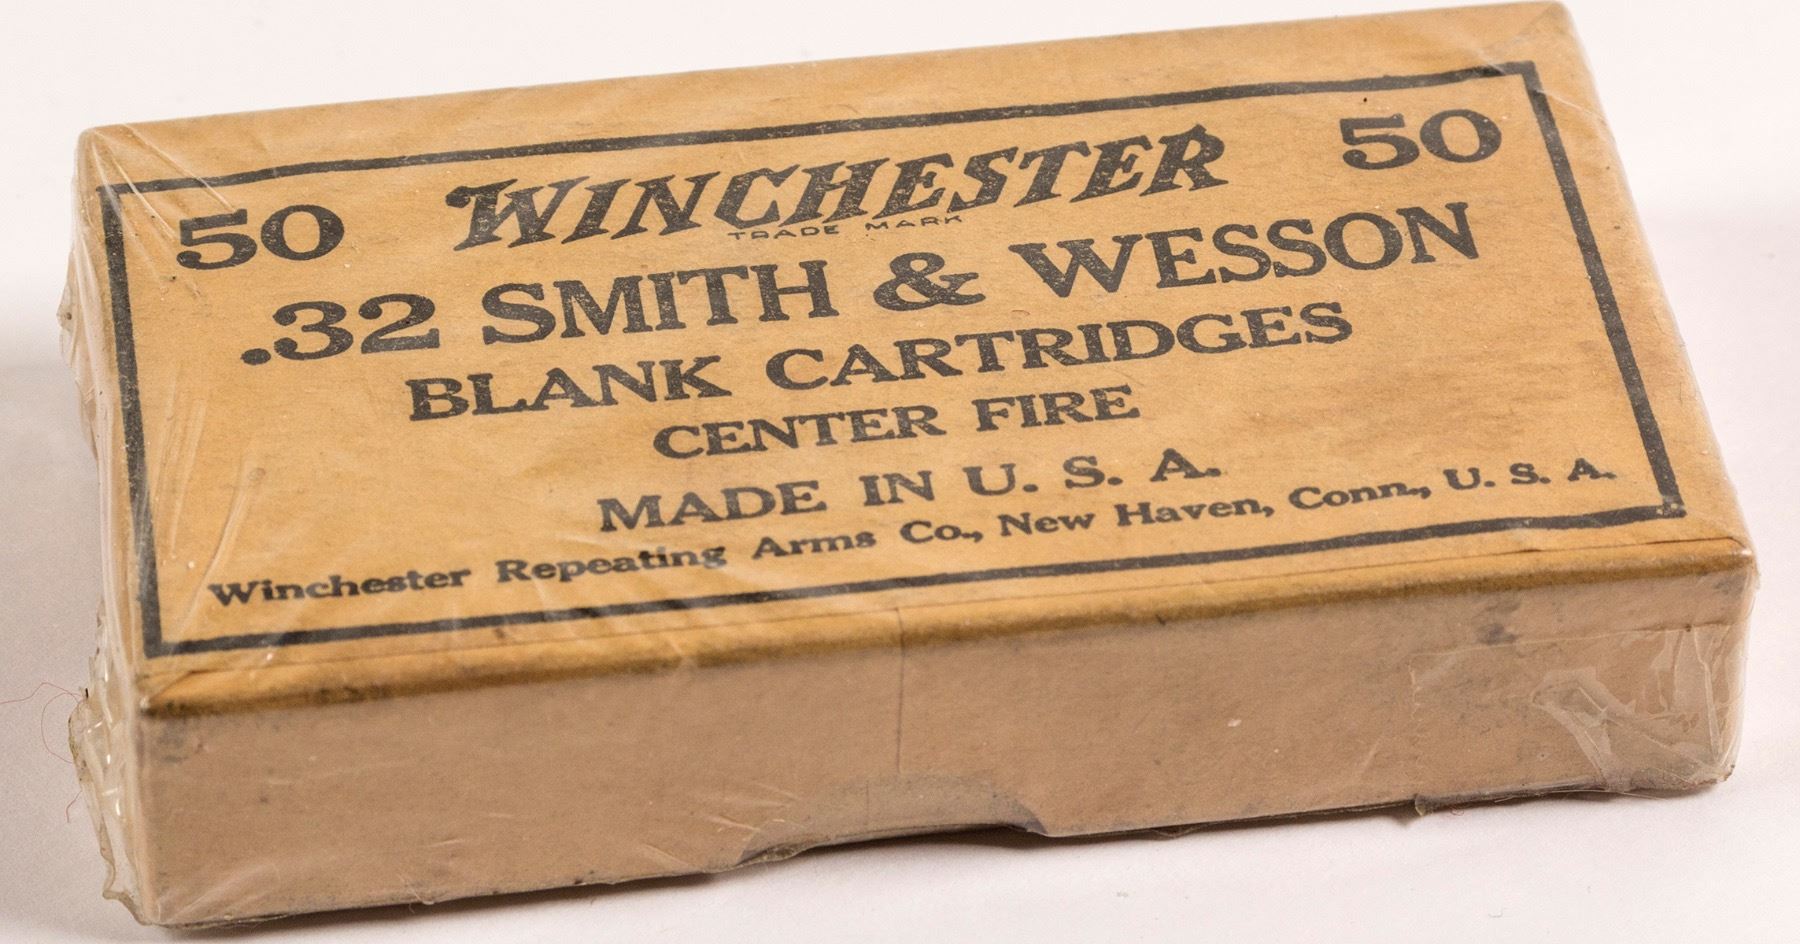 50 WINCHESTER 50
TRADE MARK
.32 SMITH & WESSON
BLANK CARTRIDGES
CENTER FIRE
MADE IN U. S. A.
Winchester Repeating Arms Co., New Haven, Conn., U. S. A.